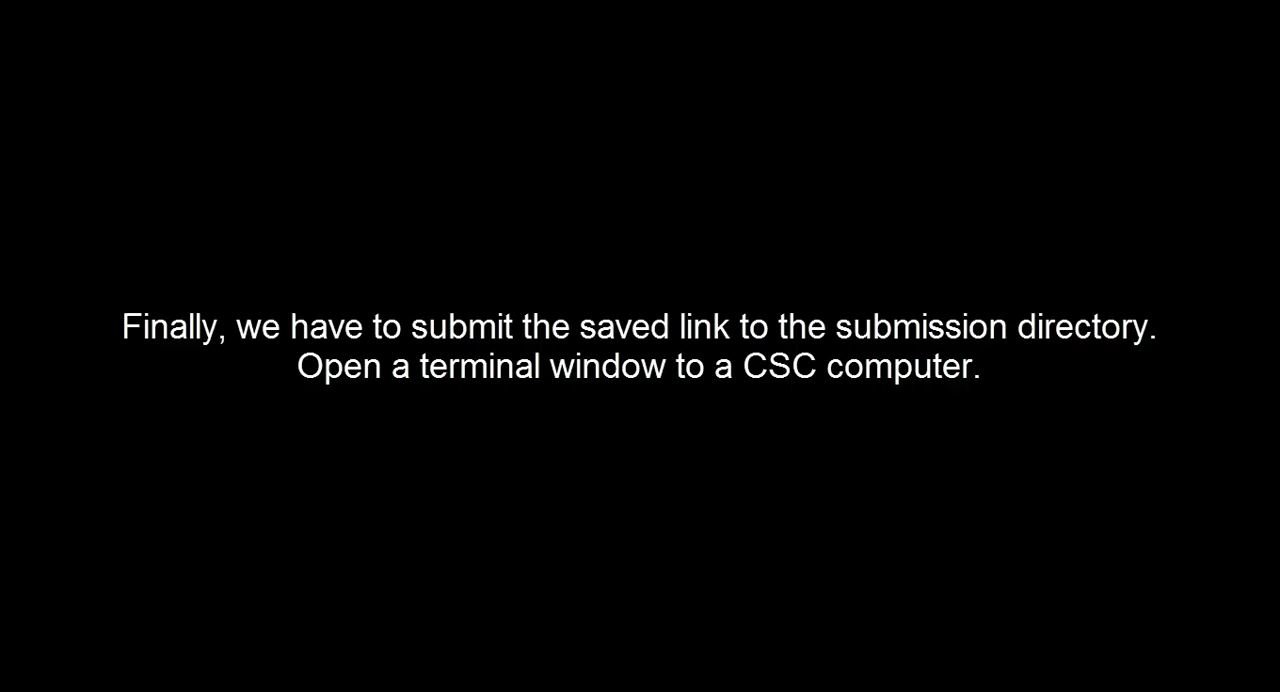 Finally, we have to submit the saved link to the submission directory.
Open a terminal window to a CSC computer.